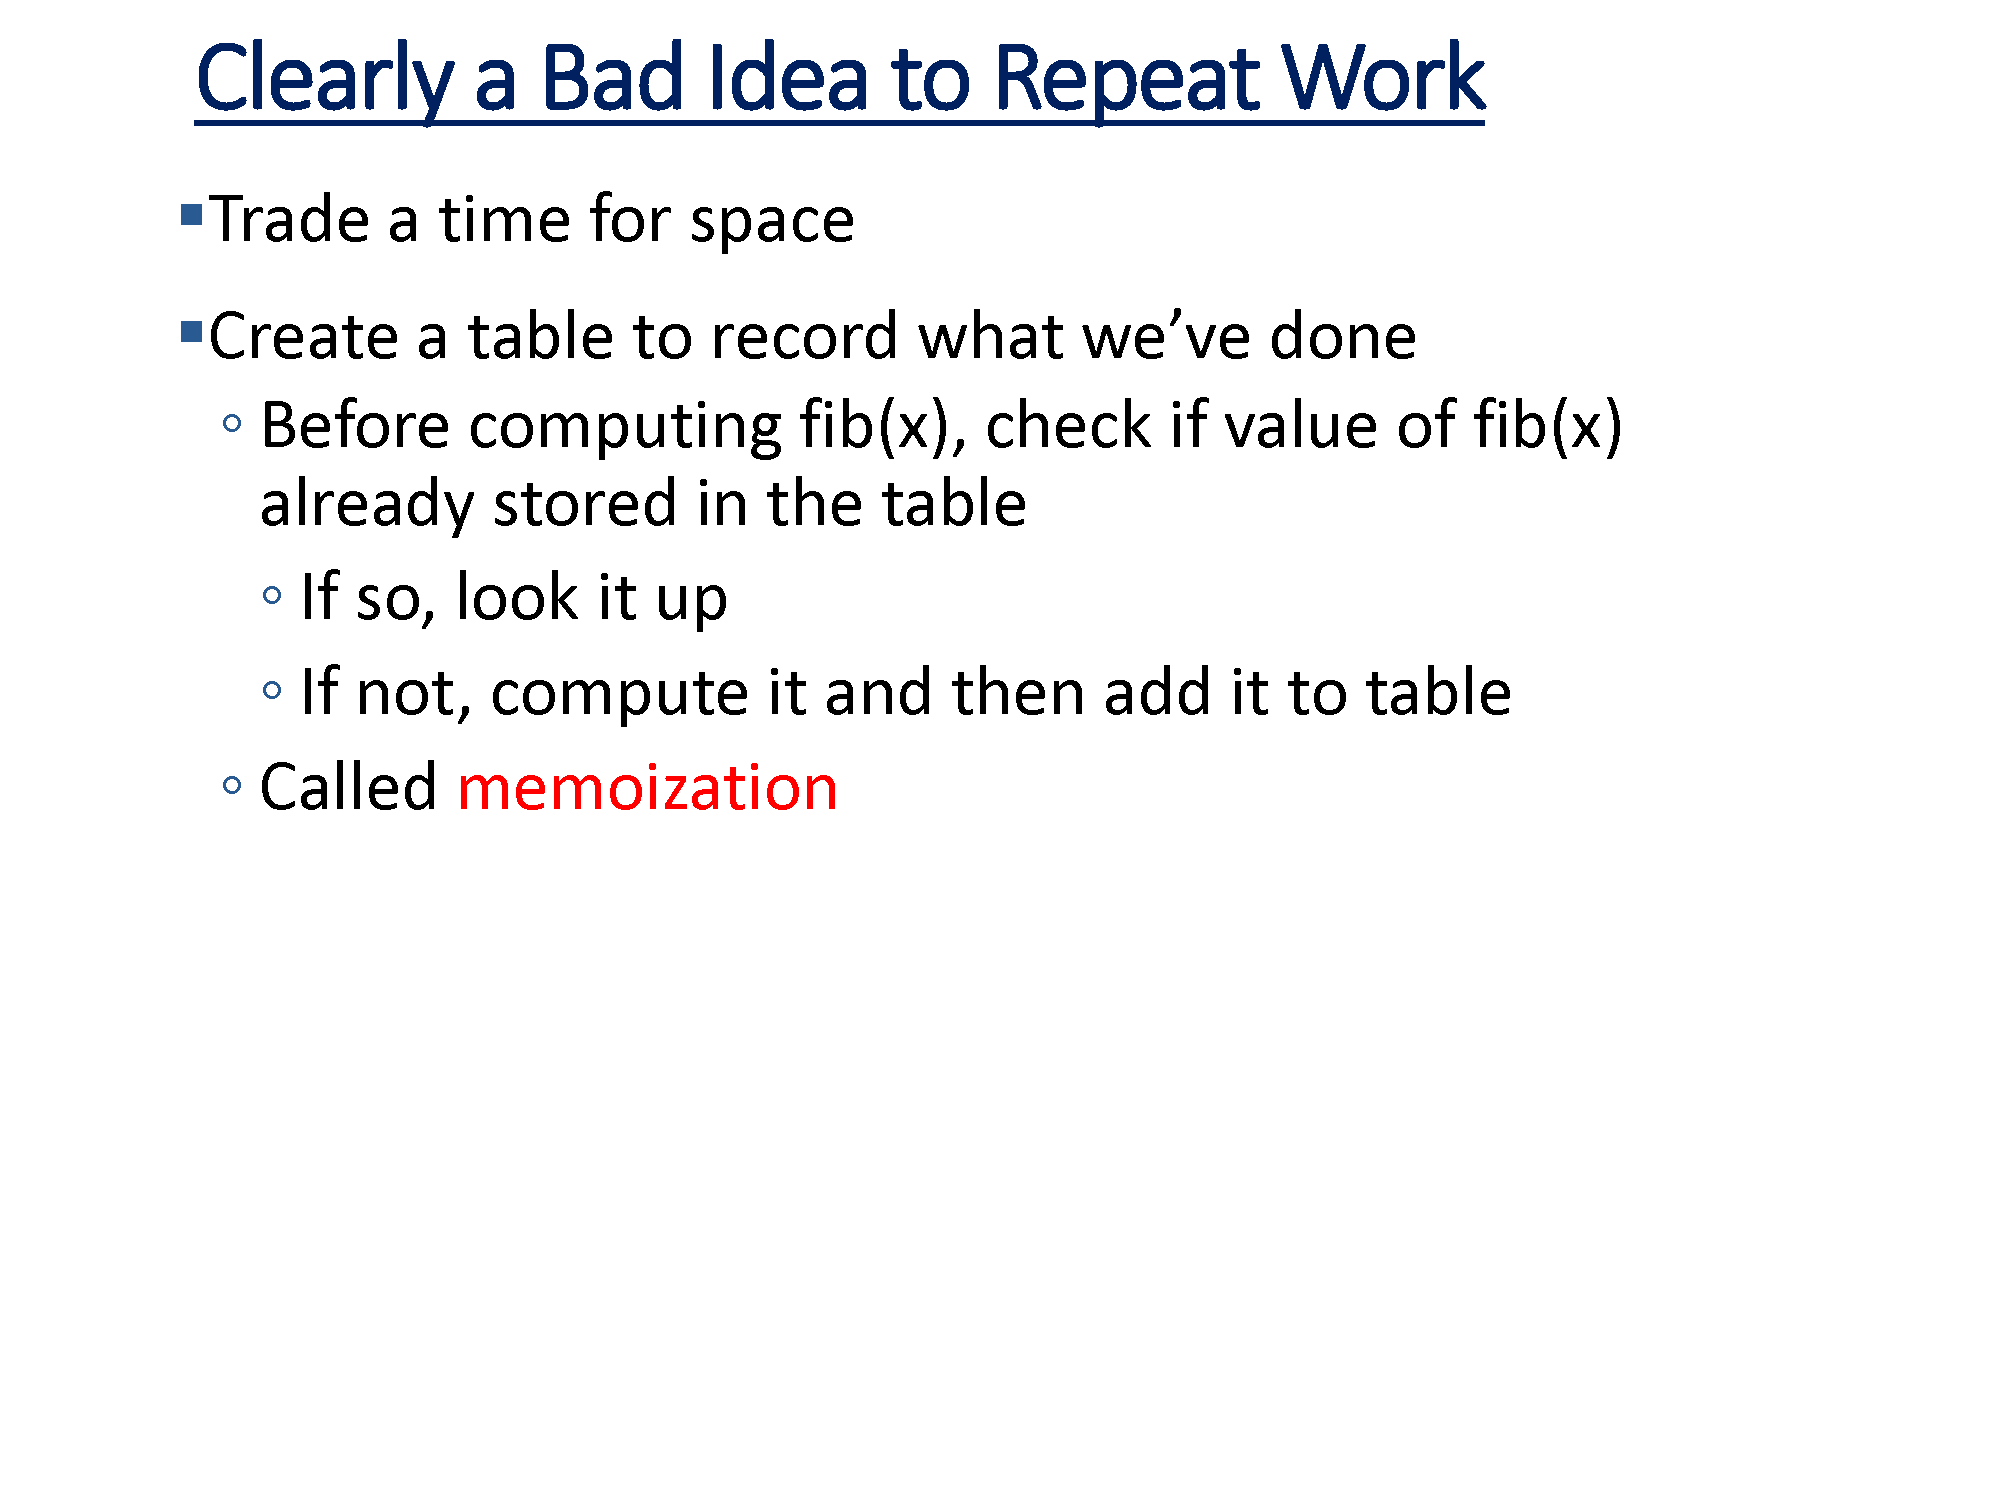 Clearly a Bad Idea to Repeat Work
▪Trade a time for space
▪Create a table to record what we’ve done
◦ Before computing fib(x), check if value of fib(x)
already stored in the table
◦ If so, look it up
◦ If not, compute it and then add it to table
◦ Called memoization